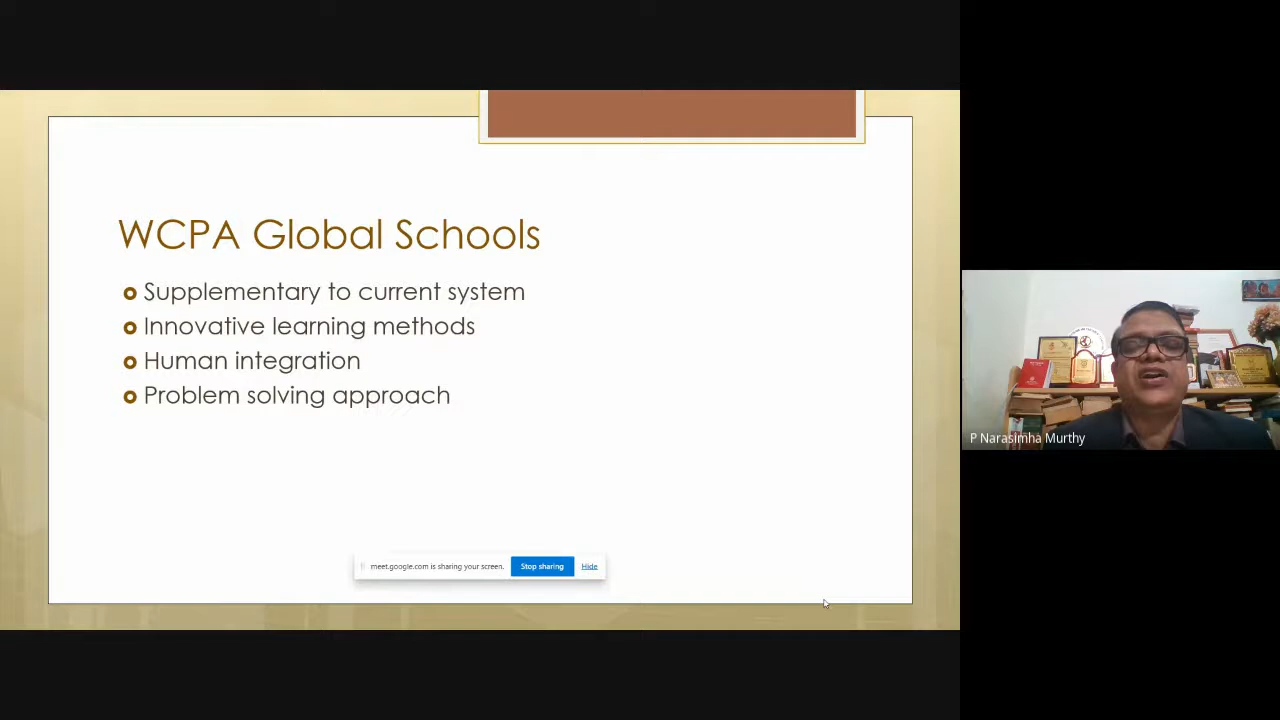 WCPA Global Schools
Supplementary to current system
Innovative learning methods
Human integration
Problem solving approach
meet.google.com is sharing your screen.
Stop sharing
Hide
P Narasimha Murthy